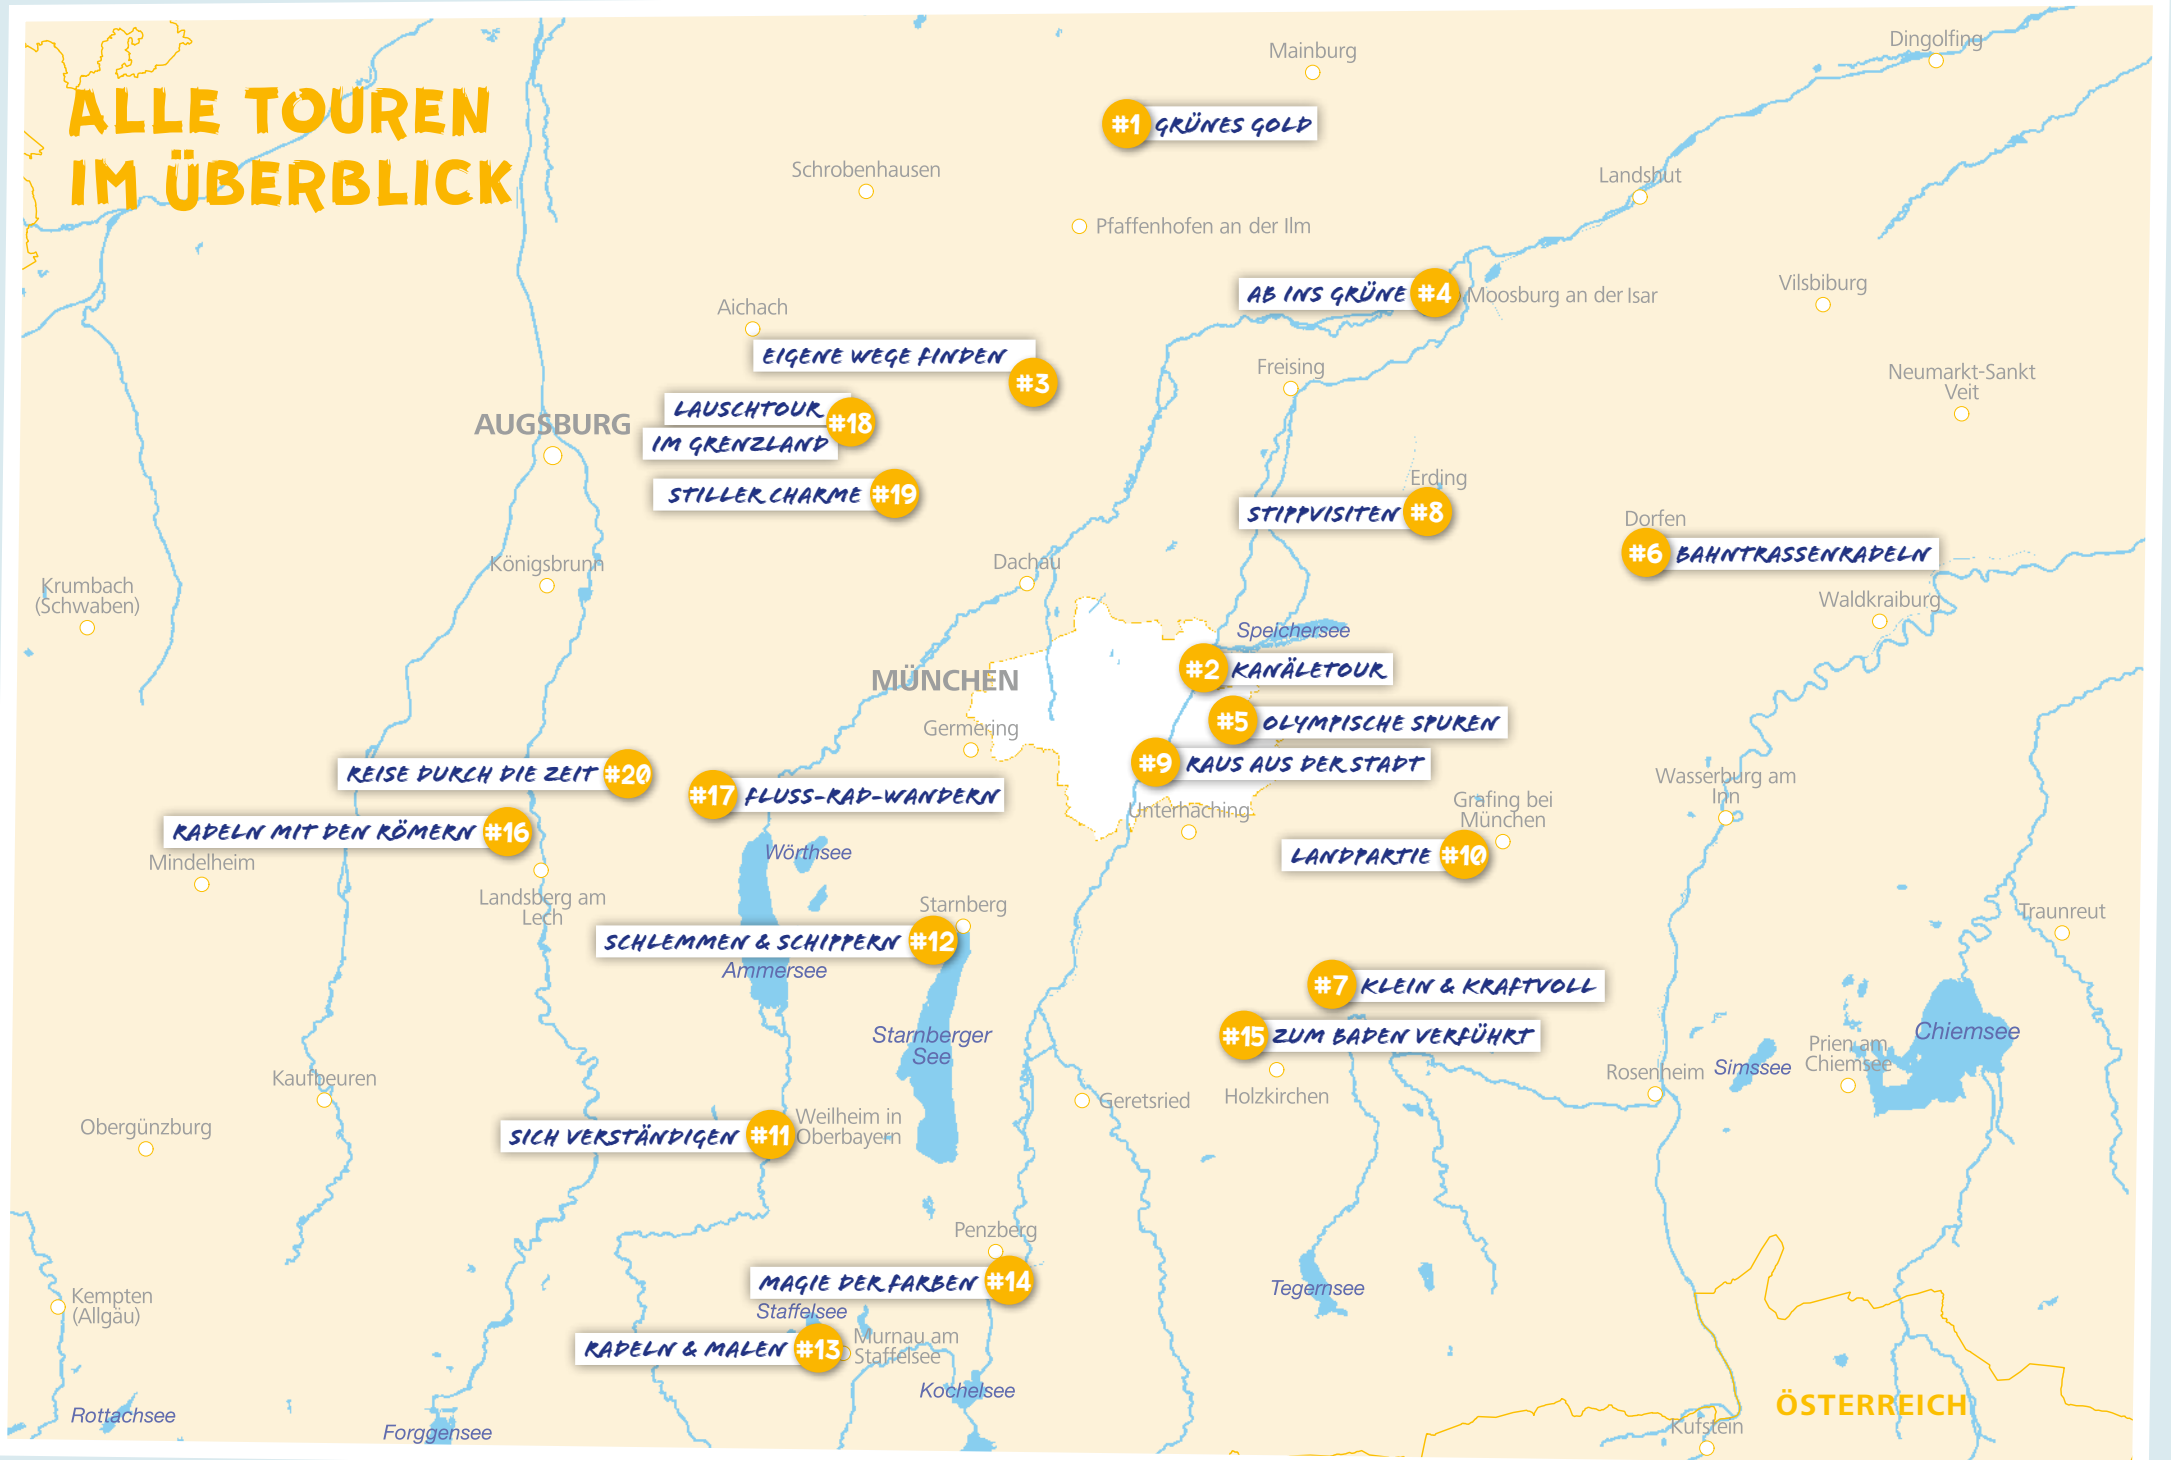 ALLE TOUREN
IM ÜBERBLICK
Mainburg
Dingolfing
#1 GRÜNES GOLD
Schrobenhausen
Landshut
Pfaffenhofen an der Ilm
AB INS GRÜNE #4
Moosburg an der Isar
Vilsbiburg
Aichach
EIGENE WEGE FINDEN
#3
Freising
Neumarkt-Sankt
Veit
AUGSBURG
LAUSCHTOUR
IM GRENZLAND
#18
STILLER CHARME #19
Erding
STIPPVISITEN #8
Dorfen
#6 BAHNTRASSENRADELN
Königsbrunn
Dachau
Krumbach
(Schwaben)
Waldkraiburg
Speichersee
MÜNCHEN
#2 KANÄLETOUR
Germering
#5 OLYMPISCHE SPUREN
#9 RAUS AUS DER STADT
REISE DURCH DIE ZEIT #20
#17 FLUSS-RAD-WANDERN
Wasserburg am
Inn
Unterhaching
Grafing bei
München
RADELN MIT DEN RÖMERN #16
Mindelheim
Wörthsee
LANDPARTIE #10
Landsberg am
Lech
Starnberg
Traunreut
SCHLEMMEN & SCHIPPERN #12
Ammersee
#7 KLEIN & KRAFTVOLL
Starnberger
See
#15 ZUM BADEN VERFÜHRT
Chiemsee
Prien am
Chiemsee
Simssee
Rosenheim
Kaufbeuren
Holzkirchen
Geretsried
Obergünzburg
SICH VERSTÄNDIGEN #11
Weilheim in
Oberbayern
Penzberg
MAGIE DER FARBEN #14
Tegernsee
Kempten
(Allgäu)
Staffelsee
RADELN & MALEN #13
Murnau am
Staffelsee
Kochelsee
ÖSTERREICH
Rottachsee
Forggensee
Kufstein